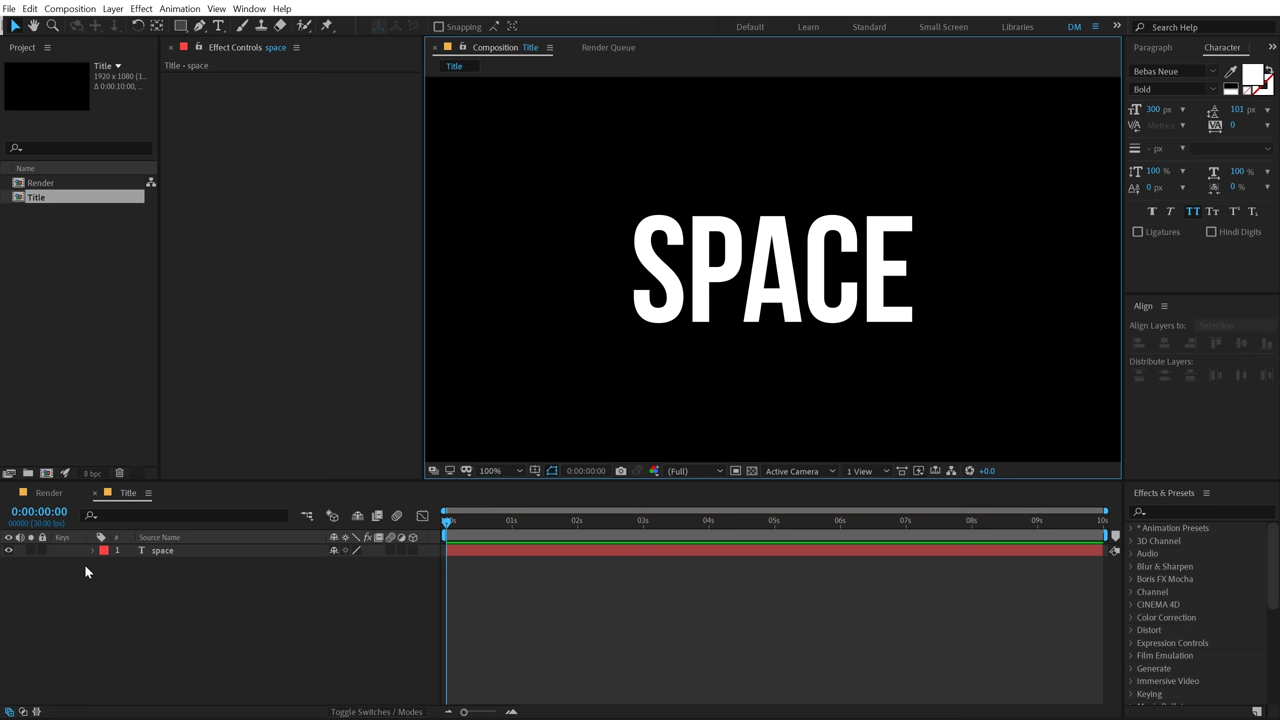 File Edit Composition Layer Effect Animation View Window Help
Snapping
Default Learn Standard Small Screen Libraries DM
Search Help
Project
Effect Controls space
Composition Title
Render Queue
Paragraph Character
Title
1920 x 1080 (1...
Δ 0:00:10:00, ...
Title - space
Title
Bebas Neue
Bold
300 px 101 px
Metrics 0
- px
100 % 100 %
0 px 0 %
Ligatures Hindi Digits
Name
Render
Title
SPACE
Align
Align Layers to: Selection
Distribute Layers:
8 bpc
100% 0:00:00:00 (Full) Active Camera 1 View +0.0
Render Title
0:00:00:00
00000 (30.00 fps)
Keys # Source Name
1 T space
01s 02s 03s 04s 05s 06s 07s 08s 09s 10s
Toggle Switches / Modes
Effects & Presets
* Animation Presets
3D Channel
Audio
Blur & Sharpen
Boris FX Mocha
Channel
CINEMA 4D
Color Correction
Distort
Expression Controls
Film Emulation
Generate
Immersive Video
Keying